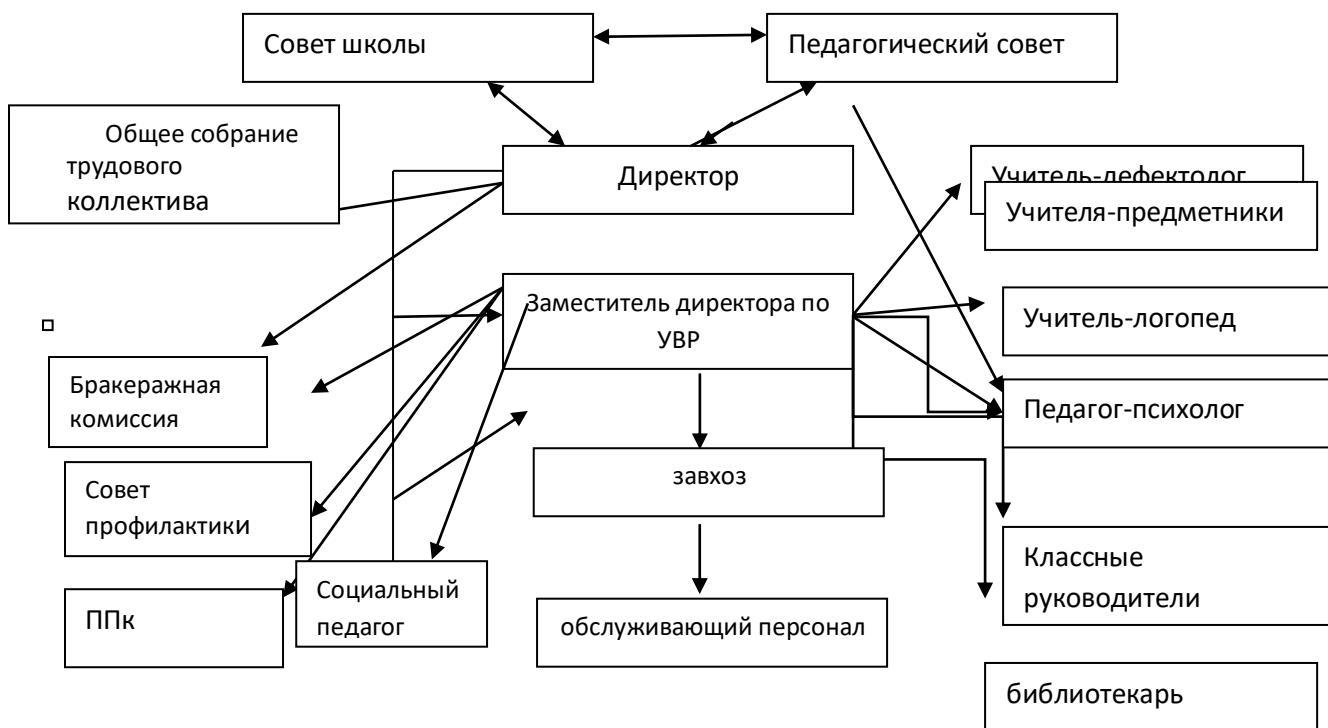 Совет школы
Педагогический совет
Общее собрание
трудового
коллектива
Директор
Учитель-дефектолог
Учителя-предметники
Заместитель директора по
УВР
Учитель-логопед
Бракеражная
комиссия
Педагог-психолог
завхоз
Совет
профилактики
Классные
руководители
Социальный
педагог
ППк
обслуживающий персонал
библиотекарь